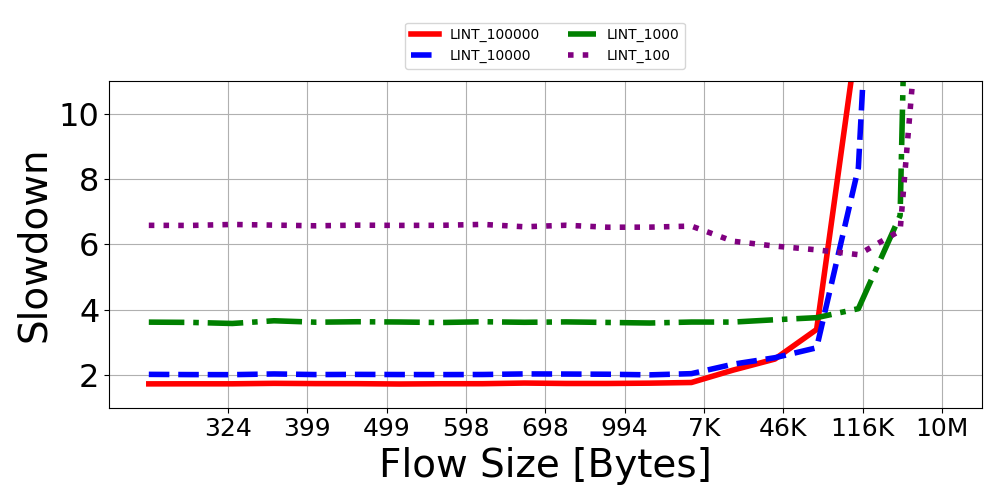 LINT_100000
LINT_10000
LINT_1000
LINT_100
Slowdown
10
8
6
4
2
324 399 499 598 698 994 7K 46K 116K 10M
Flow Size [Bytes]